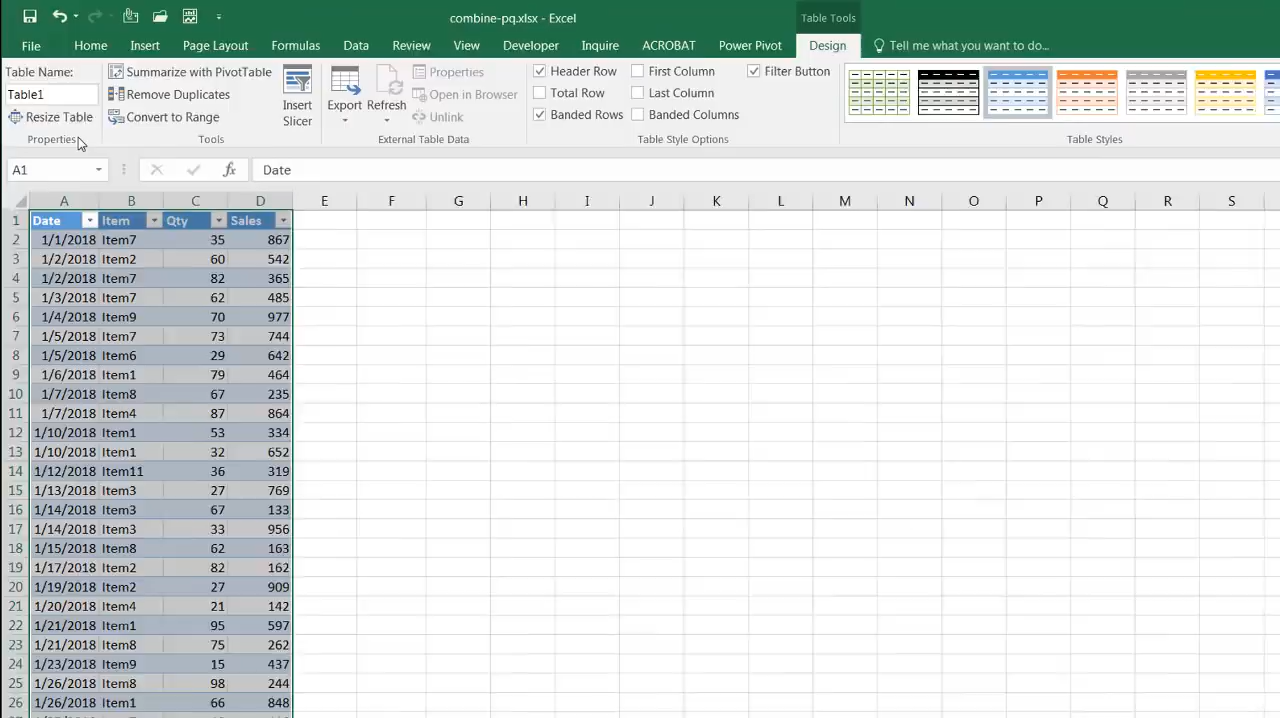 combine-pq.xlsx - Excel
Table Tools
File Home Insert Page Layout Formulas Data Review View Developer Inquire ACROBAT Power Pivot Design Tell me what you want to do...
Table Name: Summarize with PivotTable Properties Header Row First Column Filter Button
Table1 Remove Duplicates Insert Slicer Export Refresh Open in Browser Total Row Last Column
Resize Table Convert to Range Unlink Banded Rows Banded Columns
Properties Tools External Table Data Table Style Options Table Styles
A1 fx Date
A B C D E F G H I J K L M N O P Q R S
1 Date Item Qty Sales
2 1/1/2018 Item7 35 867
3 1/2/2018 Item2 60 542
4 1/2/2018 Item7 82 365
5 1/3/2018 Item7 62 485
6 1/4/2018 Item9 70 977
7 1/5/2018 Item7 73 744
8 1/5/2018 Item6 29 642
9 1/6/2018 Item1 79 464
10 1/7/2018 Item8 67 235
11 1/7/2018 Item4 87 864
12 1/10/2018 Item1 53 334
13 1/10/2018 Item1 32 652
14 1/12/2018 Item11 36 319
15 1/13/2018 Item3 27 769
16 1/14/2018 Item3 67 133
17 1/14/2018 Item3 33 956
18 1/15/2018 Item8 62 163
19 1/17/2018 Item2 82 162
20 1/19/2018 Item2 27 909
21 1/20/2018 Item4 21 142
22 1/21/2018 Item1 95 597
23 1/21/2018 Item8 75 262
24 1/23/2018 Item9 15 437
25 1/26/2018 Item8 98 244
26 1/26/2018 Item1 66 848